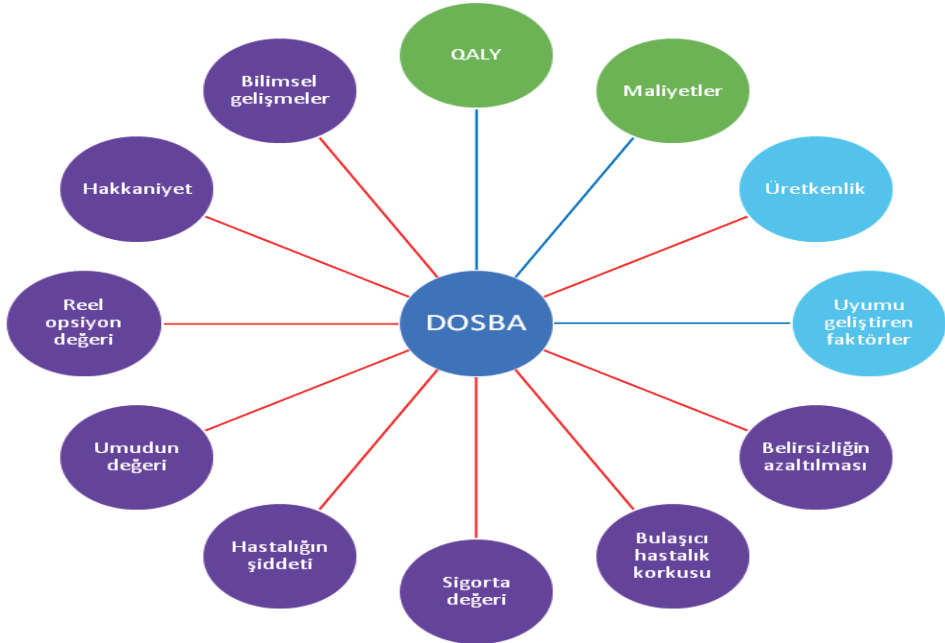 QALY
Maliyetler
Üretkenlik
Uyumu
geliştiren
faktörler
Belirsizliğin
azaltılması
Bulaşıcı
hastalık
korkusu
Sigorta
değeri
Hastalığın
şiddeti
Umudun
değeri
Reel
opsiyon
değeri
Hakkaniyet
Bilimsel
gelişmeler
DOSBA